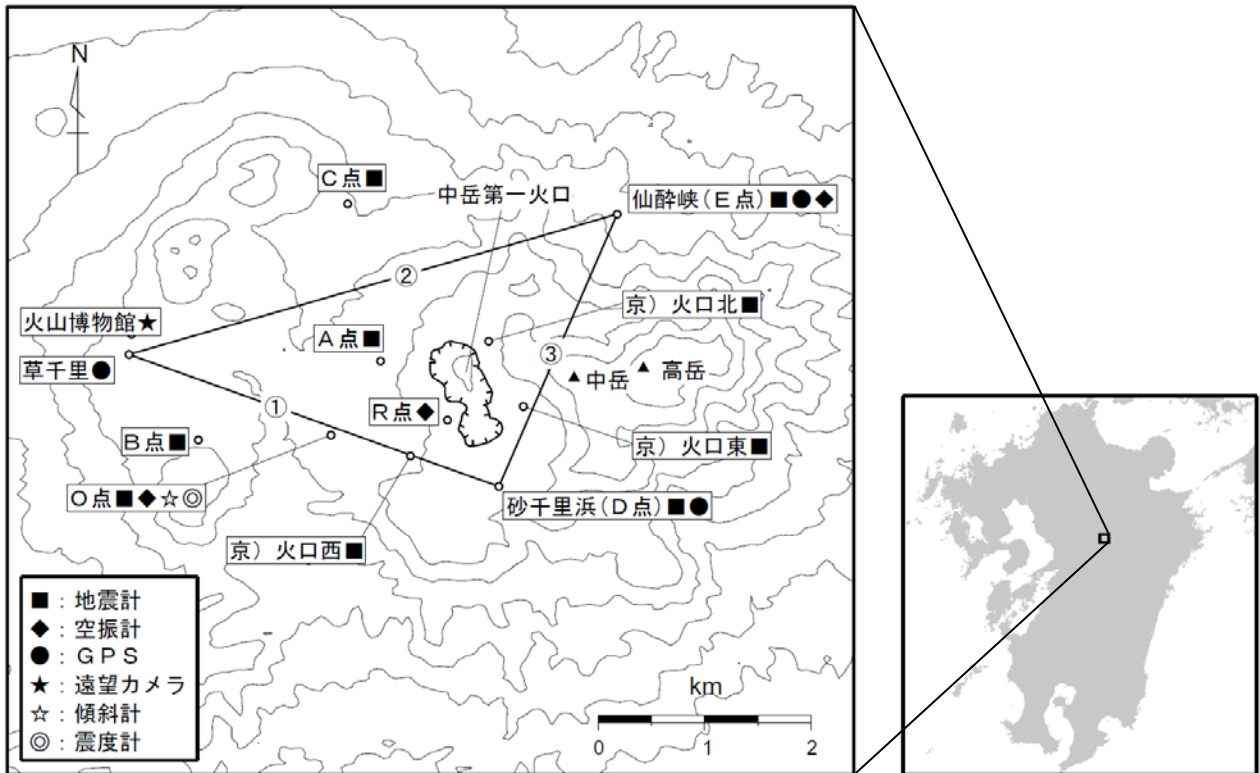 N
C点■
中岳第一火口
仙酔峡(E点)■●◆
②
京)火口北■
火山博物館★
A点■
③
草千里●
▲中岳
▲ 高岳
①
R点◆
B点■
京)火口東■
O点■◆☆◎
砂千里浜(D点)■●
京)火口西■
■:地震計
◆:空振計
●:GPS
★:遠望カメラ
☆:傾斜計
◎:震度計
km
0 1 2